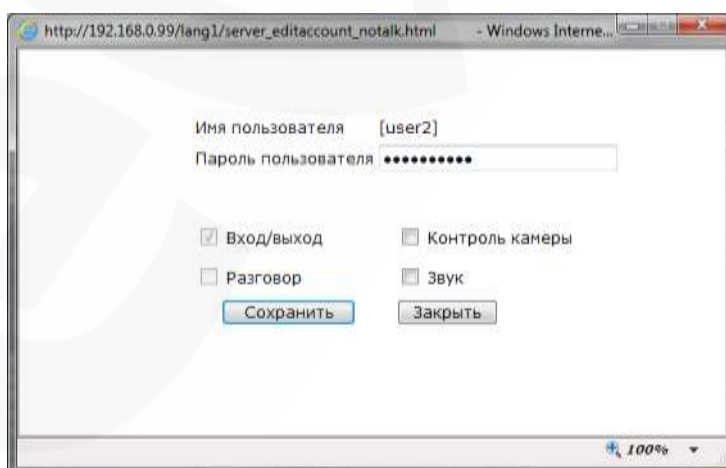 http://192.168.0.99/lang1/server_editaccount_notalk.html - Windows Interne...
Имя пользователя [user2]
Пароль пользователя ••••••••••
Вход/выход Контроль камеры
Разговор Звук
Сохранить Закрыть
100%